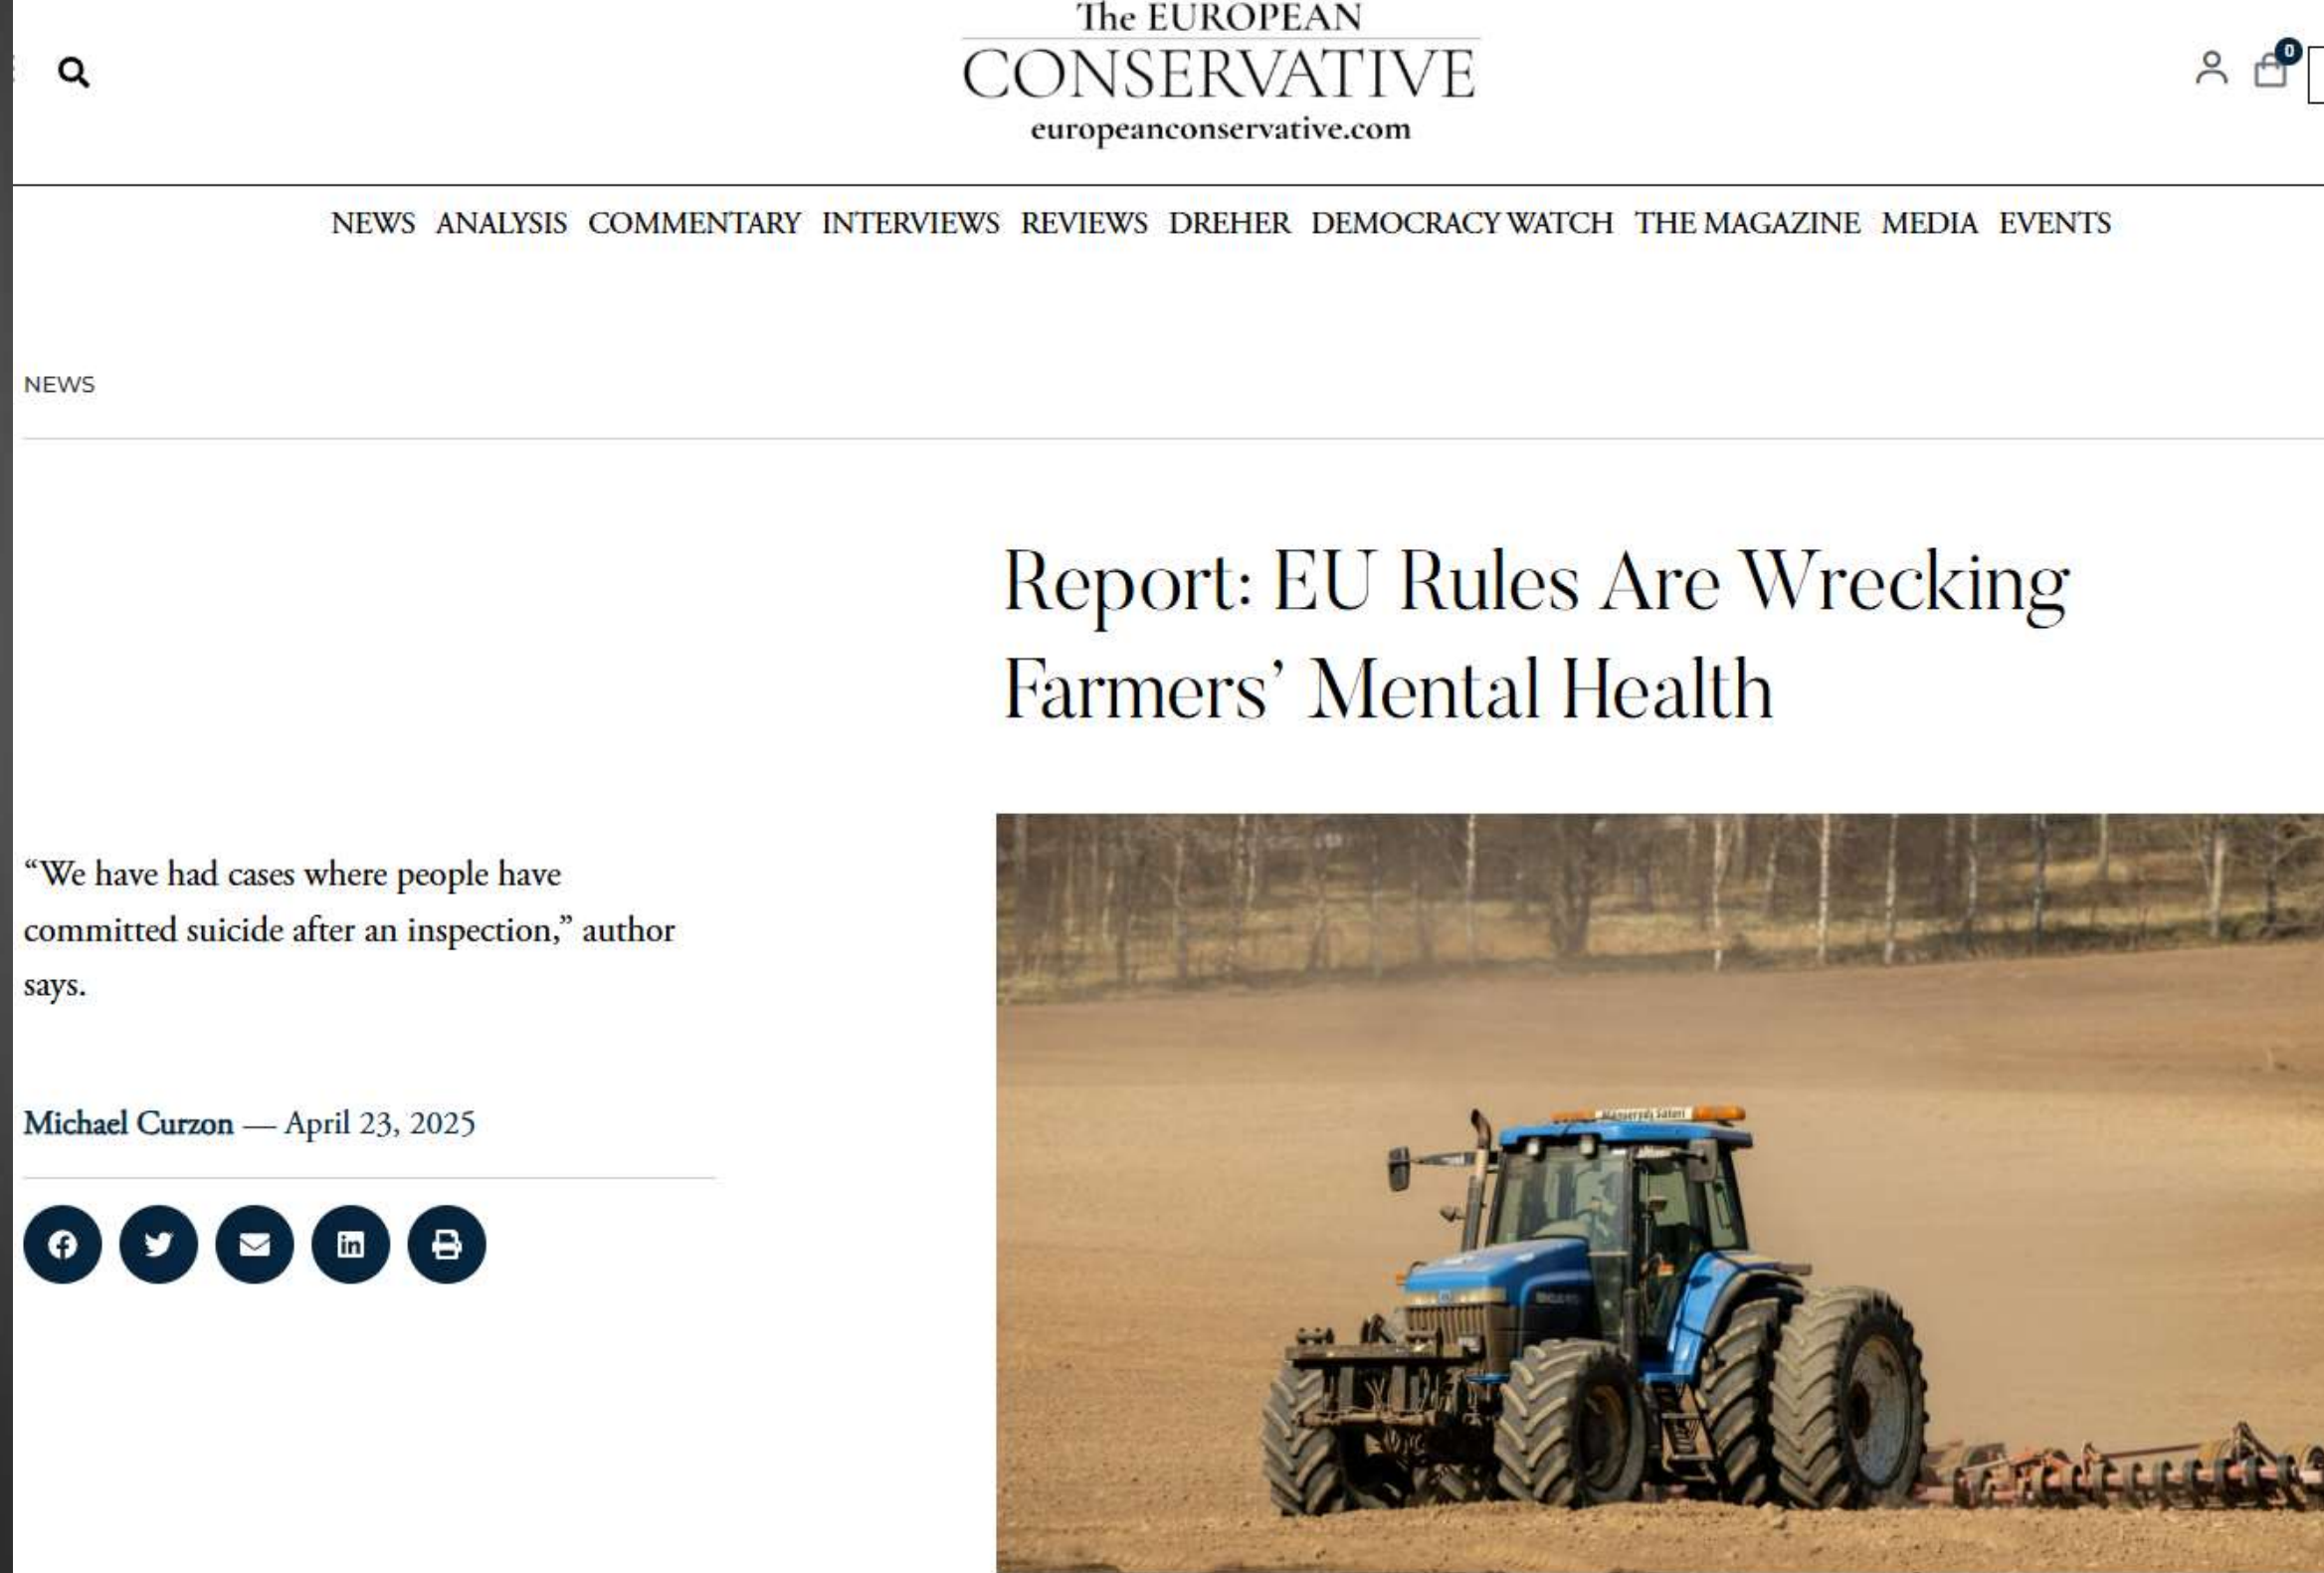 The EUROPEAN
CONSERVATIVE
europeanconservative.com
0
NEWS ANALYSIS COMMENTARY INTERVIEWS REVIEWS DREHER DEMOCRACY WATCH THE MAGAZINE MEDIA EVENTS
NEWS
Report: EU Rules Are Wrecking
Farmers’ Mental Health
“We have had cases where people have
committed suicide after an inspection,” author
says.
Michael Curzon — April 23, 2025